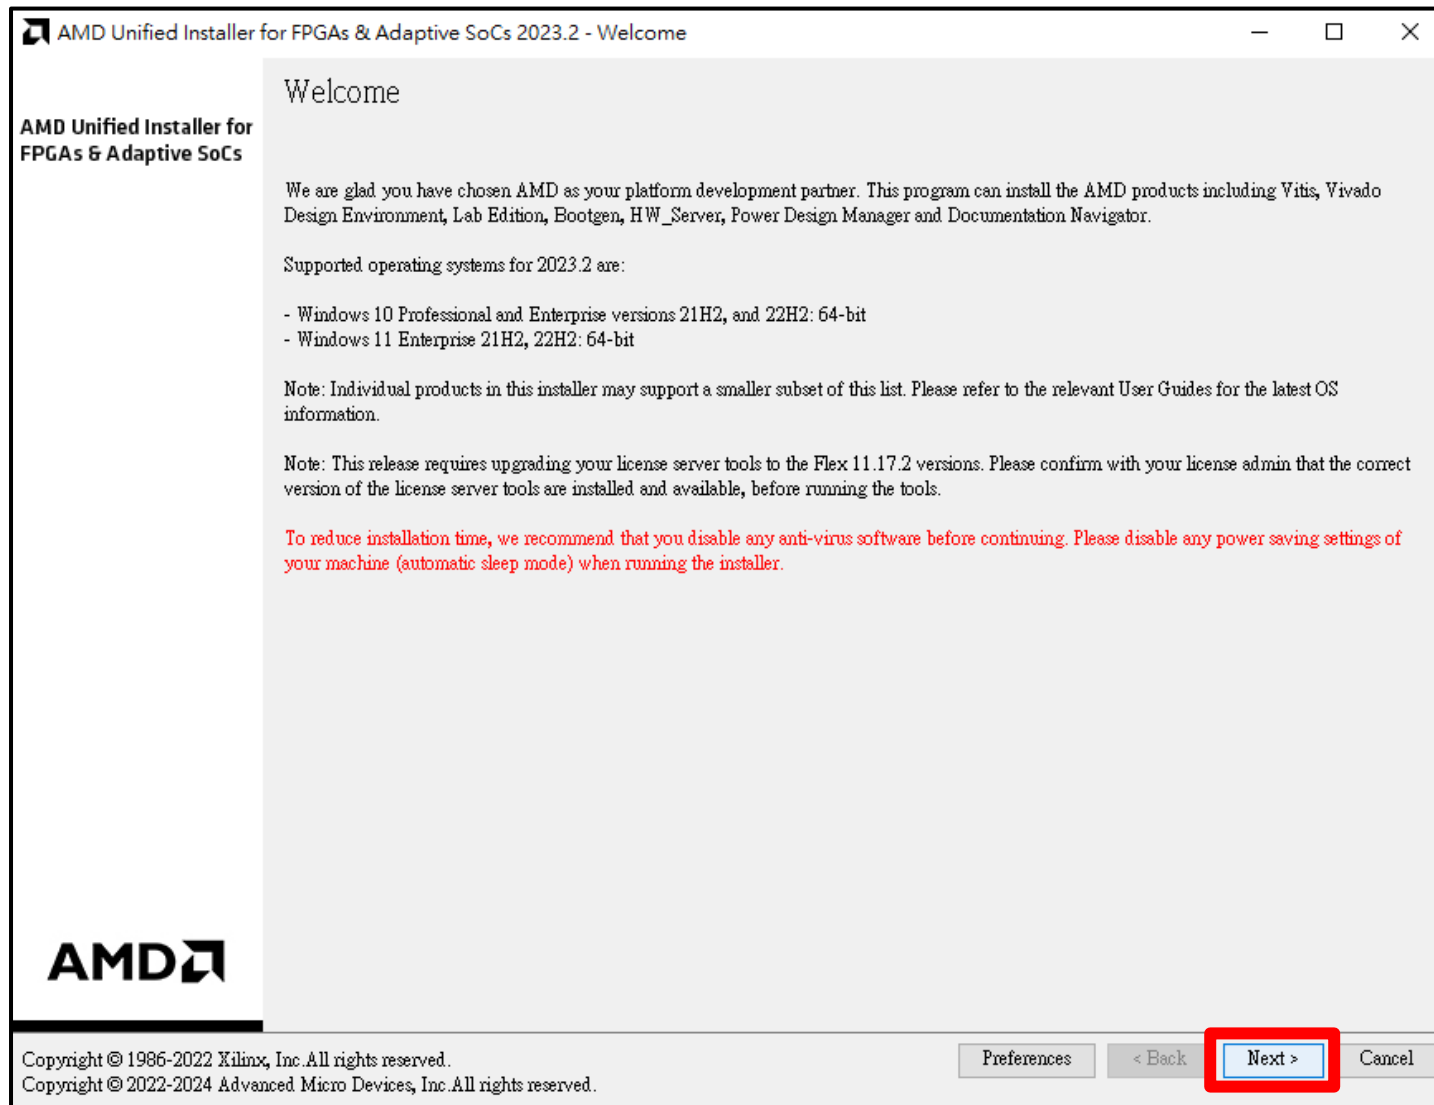 AMD Unified Installer for FPGAs & Adaptive SoCs 2023.2 - Welcome
AMD Unified Installer for
FPGAs & Adaptive SoCs
Welcome
We are glad you have chosen AMD as your platform development partner. This program can install the AMD products including Vitis, Vivado
Design Environment, Lab Edition, Bootgen, HW_Server, Power Design Manager and Documentation Navigator.
Supported operating systems for 2023.2 are:
- Windows 10 Professional and Enterprise versions 21H2, and 22H2: 64-bit
- Windows 11 Enterprise 21H2, 22H2: 64-bit
Note: Individual products in this installer may support a smaller subset of this list. Please refer to the relevant User Guides for the latest OS
information.
Note: This release requires upgrading your license server tools to the Flex 11.17.2 versions. Please confirm with your license admin that the correct
version of the license server tools are installed and available, before running the tools.
To reduce installation time, we recommend that you disable any anti-virus software before continuing. Please disable any power saving settings of
your machine (automatic sleep mode) when running the installer.
AMD
Copyright © 1986-2022 Xilinx, Inc.All rights reserved.
Copyright © 2022-2024 Advanced Micro Devices, Inc.All rights reserved.
Preferences
< Back
Next >
Cancel